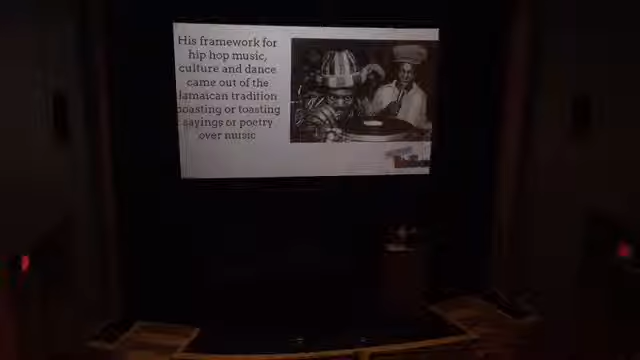 His framework for
hip hop music,
culture and dance
came out of the
Jamaican tradition
boasting or toasting
sayings or poetry
over music